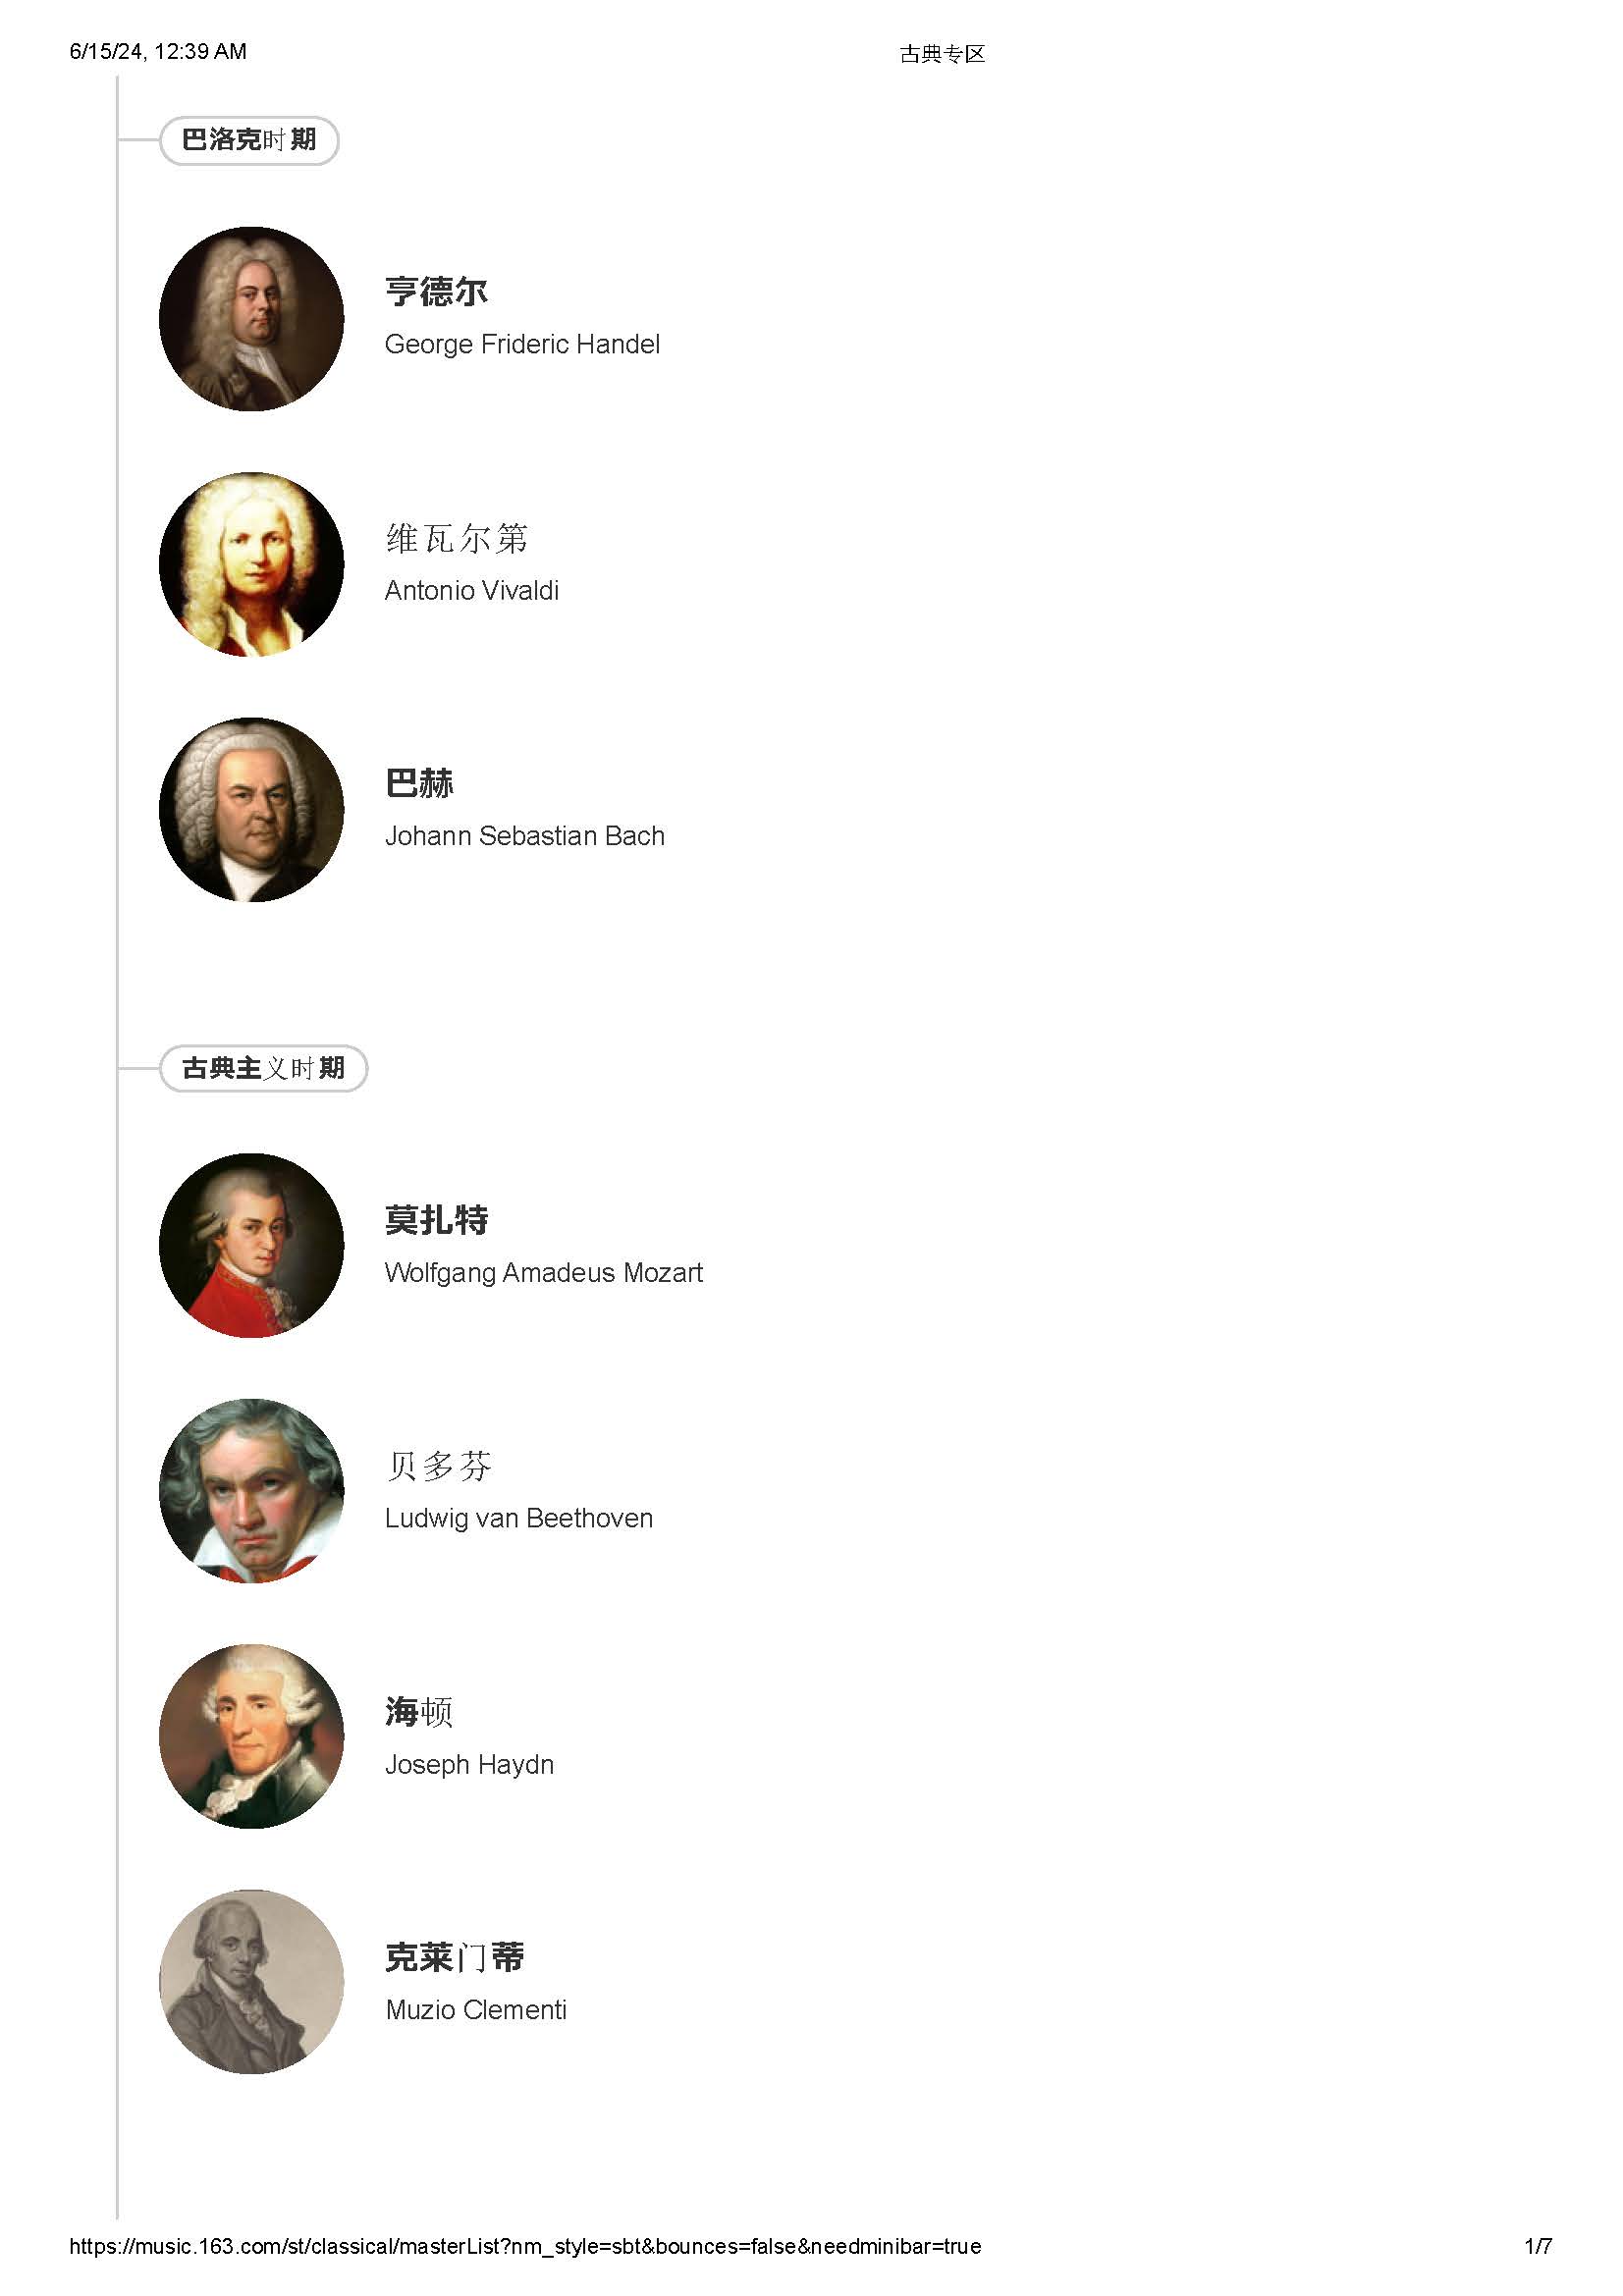 6/15/24, 12:39 AM
古典专区
巴洛克时期
亨德尔
George Frideric Handel
维瓦尔第
Antonio Vivaldi
巴赫
Johann Sebastian Bach
古典主义时期
莫扎特
Wolfgang Amadeus Mozart
贝多芬
Ludwig van Beethoven
海顿
Joseph Haydn
克莱门蒂
Muzio Clementi
https://music.163.com/st/classical/masterList?nm_style=sbt&bounces=false&needminibar=true
1/7